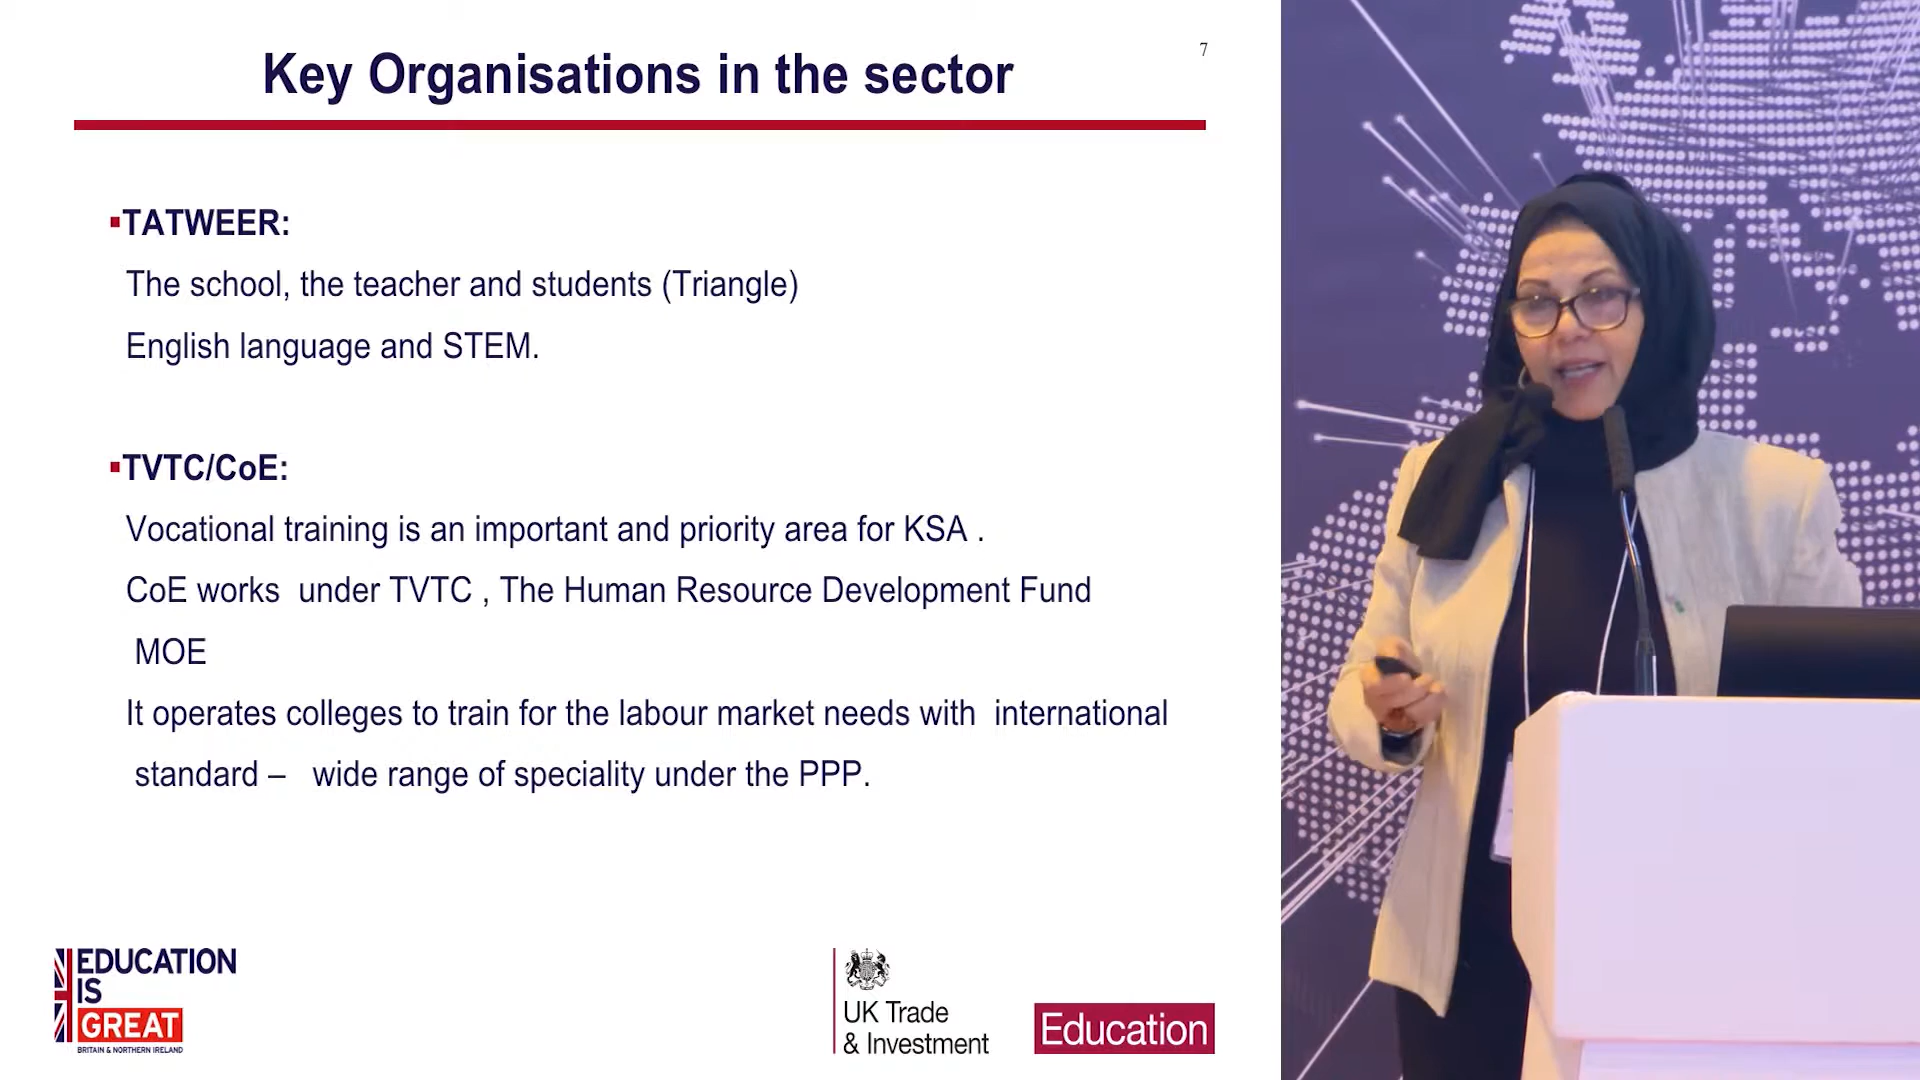 Key Organisations in the sector
7
▪TATWEER:
The school, the teacher and students (Triangle)
English language and STEM.
▪TVTC/CoE:
Vocational training is an important and priority area for KSA .
CoE works  under TVTC , The Human Resource Development Fund
MOE
It operates colleges to train for the labour market needs with  international
standard –   wide range of speciality under the PPP.
EDUCATION
IS
GREAT
BRITAIN & NORTHERN IRELAND
UK Trade
& Investment
Education